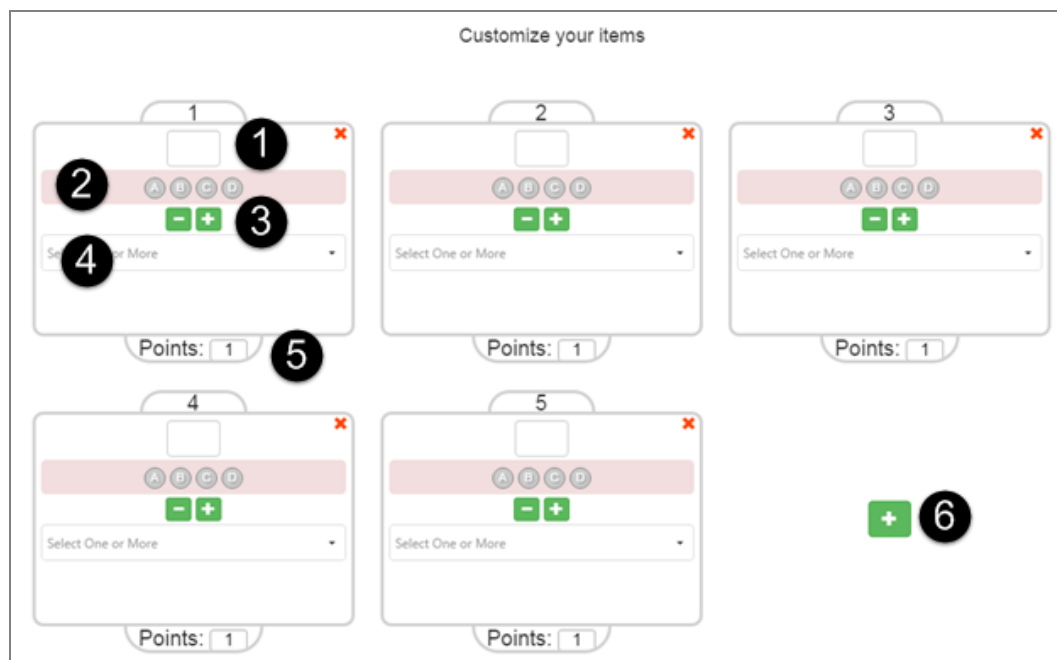 Customize your items
1 2 3
1
2 A B C D A B C D A B C D
3
4 Select One or More Select One or More Select One or More
Points: 1 Points: 1 Points: 1
5
4 5
A B C D A B C D
6
Select One or More Select One or More
Points: 1 Points: 1